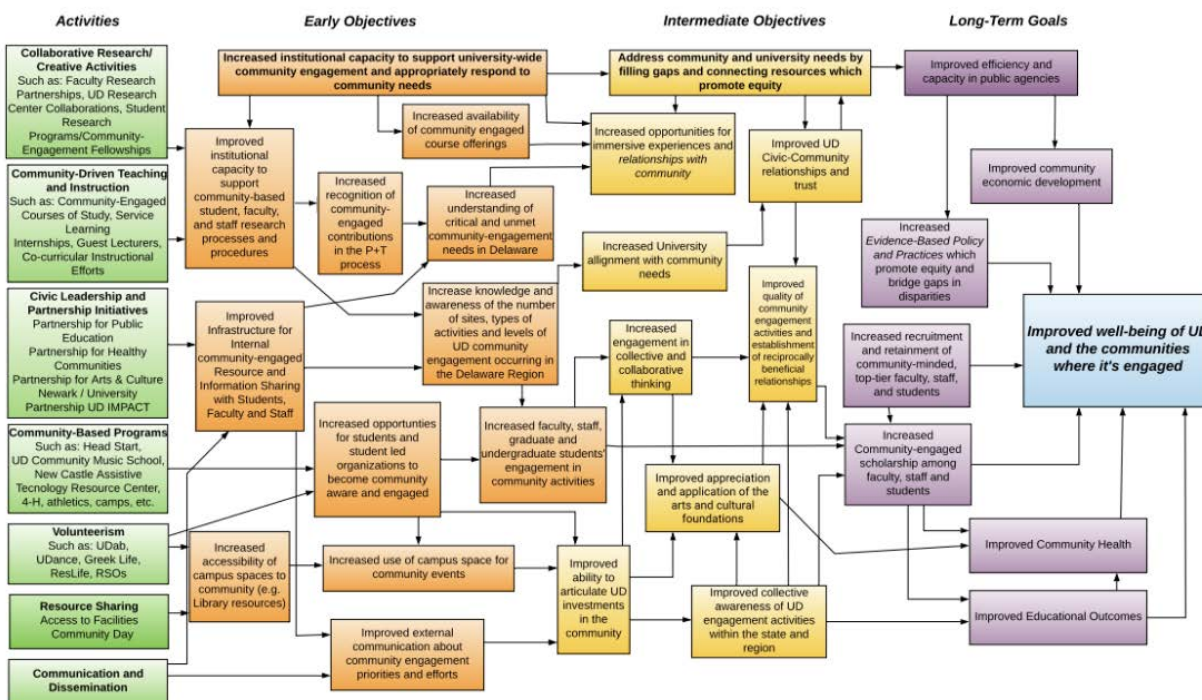 Activities
Early Objectives
Intermediate Objectives
Long-Term Goals
Collaborative Research/
Creative Activities
Such as: Faculty Research
Partnerships, UD Research
Center Collaborations, Student
Research
Programs/Community-
Engagement Fellowships
Community-Driven Teaching
and Instruction
Such as: Community-Engaged
Courses of Study, Service
Learning
Internships, Guest Lecturers,
Co-curricular Instructional
Efforts
Civic Leadership and
Partnership Initiatives
Partnership for Public
Education
Partnership for Healthy
Communities
Partnership for Arts & Culture
Newark / University
Partnership UD IMPACT
Community-Based Programs
Such as: Head Start,
UD Community Music School,
New Castle Assistive
Tecnology Resource Center,
4-H, athletics, camps, etc.
Volunteerism
Such as: UDab,
UDance, Greek Life,
ResLife, RSOs
Resource Sharing
Access to Facilities
Community Day
Communication and
Dissemination
Increased institutional capacity to support university-wide
community engagement and appropriately respond to
community needs
Increased availability
of community engaged
course offerings
Improved
institutional
capacity to
support
community-based
student, faculty,
and staff research
processes and
procedures
Increased
recognition of
community-
engaged
contributions
in the P+T
process
Increased
understanding of
critical and unmet
community-engagement
needs in Delaware
Improved
Infrastructure for
Internal
community-engaged
Resource and
Information Sharing
with Students,
Faculty and Staff
Increase knowledge and
awareness of the number
of sites, types of
activities and levels of
UD community
engagement occurring in
the Delaware Region
Increased opportunities
for students and
student led
organizations to
become community
aware and engaged
Increased faculty, staff,
graduate and
undergraduate students'
engagement in
community activities
Increased
accessibility of
campus spaces to
community (e.g.
Library resources)
Increased use of campus space for
community events
Improved external
communication about
community engagement
priorities and efforts
Address community and university needs by
filling gaps and connecting resources which
promote equity
Increased opportunities for
immersive experiences and
relationships with
community
Improved UD
Civic-Community
relationships and
trust
Increased University
allignment with community
needs
Improved
quality of
community
engagement
activities and
establishment
of reciprocally
beneficial
relationships
Increased
engagement in
collective and
collaborative
thinking
Improved appreciation
and application of the
arts and cultural
foundations
Improved
ability to
articulate UD
investments
in the
community
Improved collective
awareness of UD
engagement activities
within the state and
region
Improved efficiency and
capacity in public
agencies
Improved community
economic development
Increased
Evidence-Based Policy
and Practices which
promote equity and
bridge gaps in
disparities
Increased recruitment
and retainment of
community-minded,
top-tier faculty, staff,
and students
Increased
Community-engaged
scholarship among
faculty, staff and
students
Improved Community Health
Improved Educational Outcomes
Improved well-being of UD
and the communities
where it's engaged